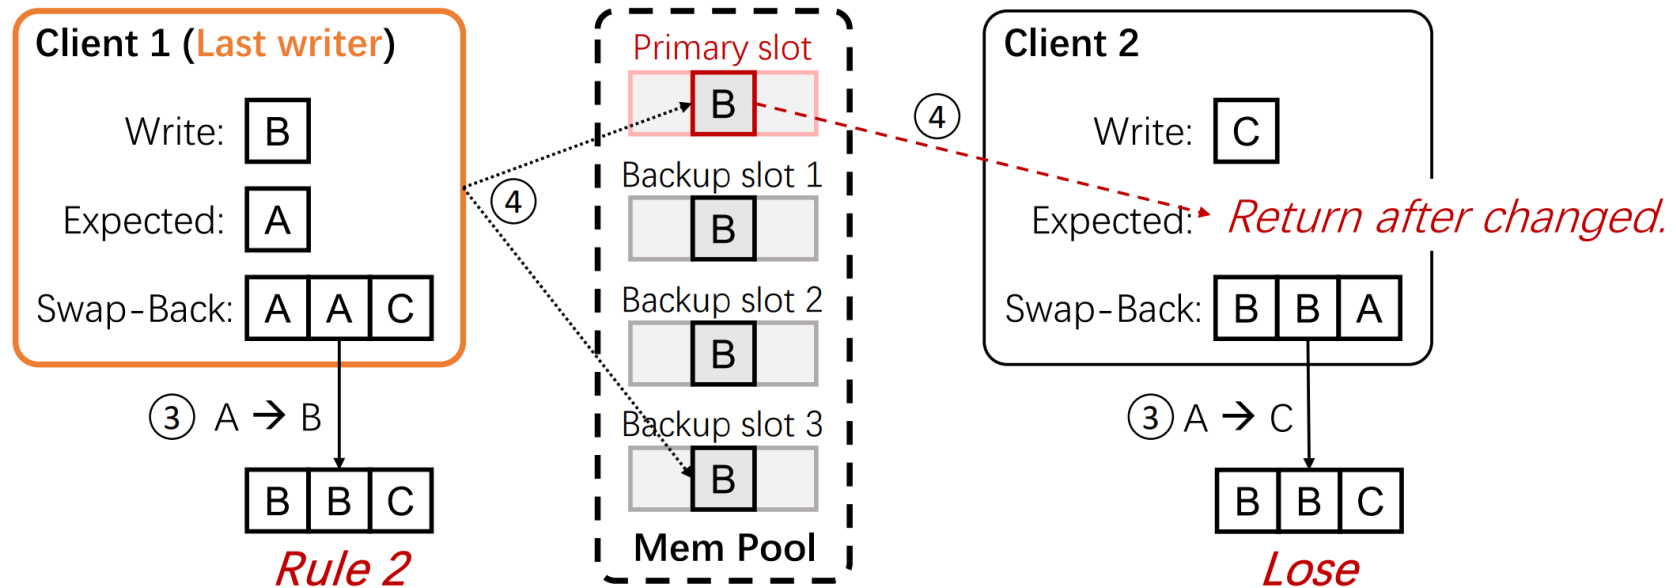 Client 1 (Last writer)
Write: B
Expected: A
Swap-Back: A A C
③ A → B
B B C
Rule 2
④
Primary slot
B
Backup slot 1
B
Backup slot 2
B
Backup slot 3
B
Mem Pool
④
Client 2
Write: C
Expected: Return after changed.
Swap-Back: B B A
③ A → C
B B C
Lose